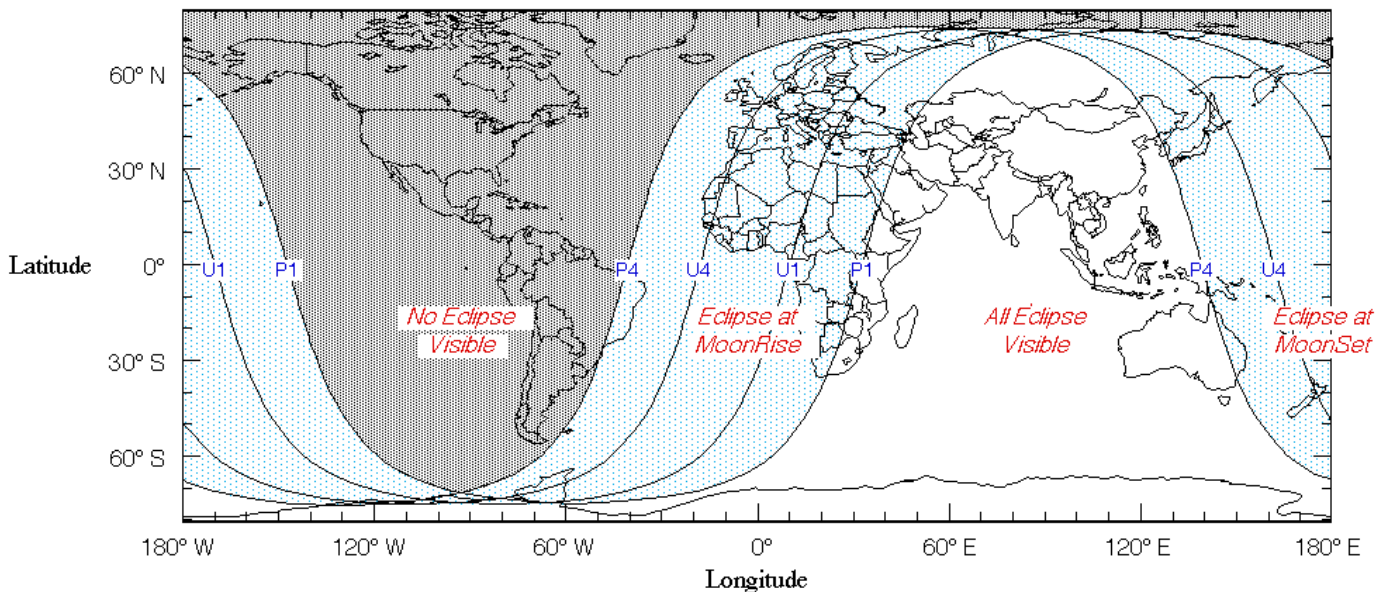 60° N
30° N
Latitude
0°
U1
P1
P4
U4
U1
P1
P4
U4
No Eclipse
Visible
Eclipse at
MoonRise
All Eclipse
Visible
Eclipse at
MoonSet
30° S
60° S
180° W
120° W
60° W
0°
60° E
120° E
180° E
Longitude